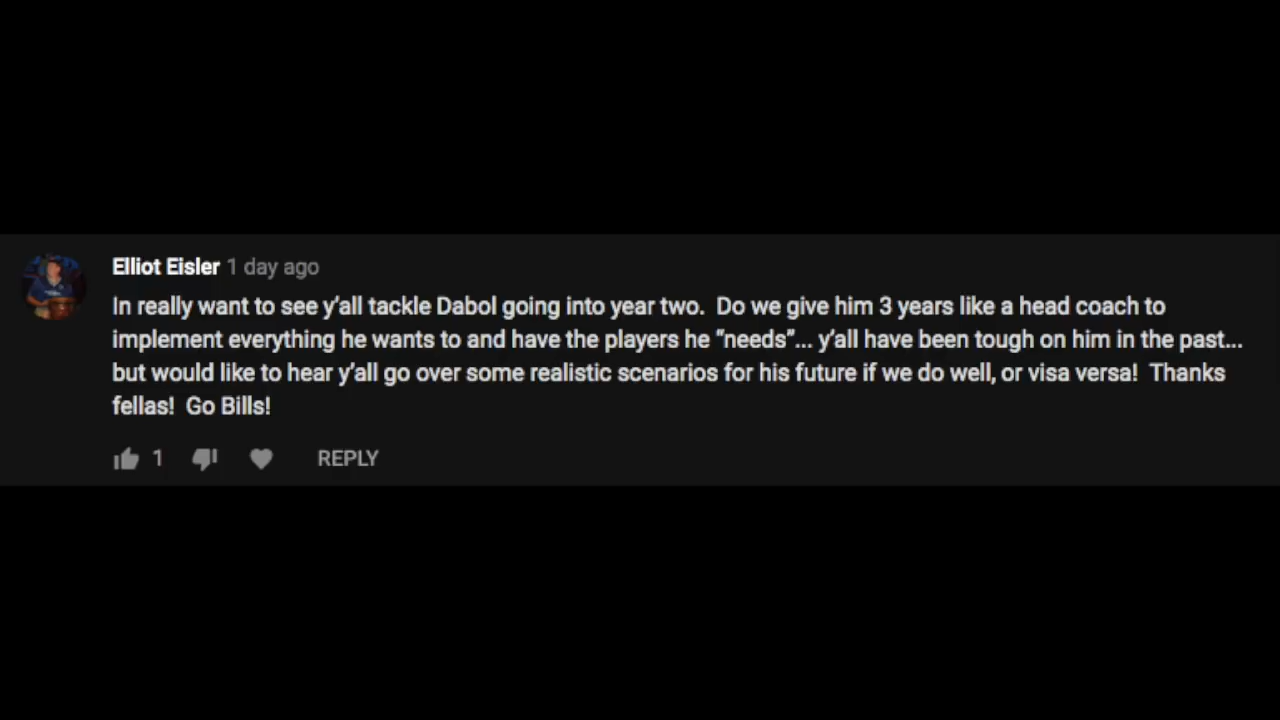 Elliot Eisler 1 day ago
In really want to see y'all tackle Dabol going into year two.  Do we give him 3 years like a head coach to
implement everything he wants to and have the players he “needs”... y'all have been tough on him in the past...
but would like to hear y'all go over some realistic scenarios for his future if we do well, or visa versa!  Thanks
fellas!  Go Bills!
1 REPLY